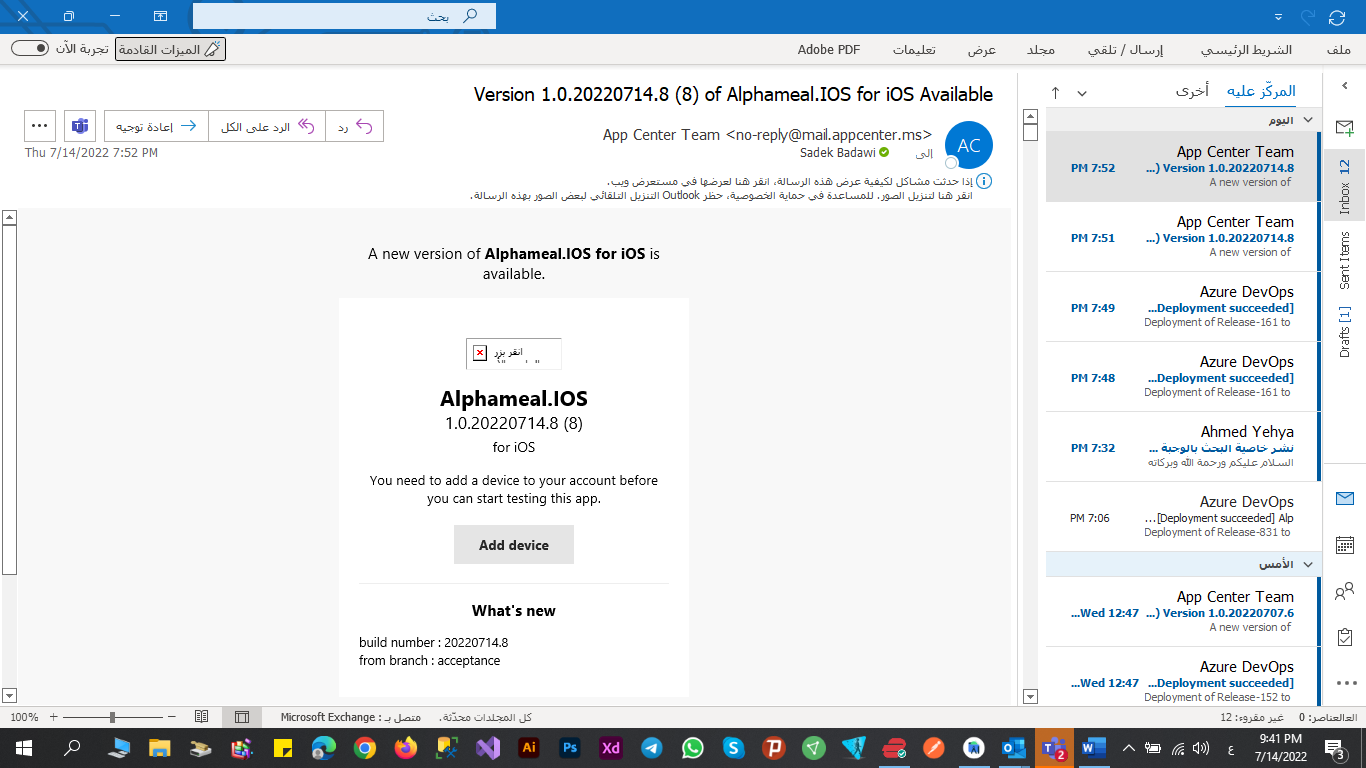 بحث
ملف
الشريط الرئيسي
إرسال / تلقي
مجلد
عرض
تعليمات
Adobe PDF
الميزات القادمة
تجربة الآن
المركّز عليه
أخرى
اليوم
App Center Team
Version 1.0.20220714.8 (... 7:52 PM
A new version of
App Center Team
Version 1.0.20220714.8 (... 7:51 PM
A new version of
Azure DevOps
[Deployment succeeded... 7:49 PM
Deployment of Release-161 to
Azure DevOps
[Deployment succeeded... 7:48 PM
Deployment of Release-161 to
Ahmed Yehya
نشر خاصية البحث بالوجبة ... 7:32 PM
السلام عليكم ورحمة الله وبركاته
Azure DevOps
[Deployment succeeded] Alp... 7:06 PM
Deployment of Release-831 to
الأمس
App Center Team
Version 1.0.20220707.6 (... Wed 12:47...
A new version of
Azure DevOps
[Deployment succeeded... Wed 12:47...
Deployment of Release-152 to
Inbox 12
Sent Items
Drafts [1]
Version 1.0.20220714.8 (8) of Alphameal.IOS for iOS Available
AC
App Center Team <no-reply@mail.appcenter.ms>
إلى Sadek Badawi
رد
الرد على الكل
إعادة توجيه
Thu 7/14/2022 7:52 PM
إذا حدثت مشاكل لكيفية عرض هذه الرسالة، انقر هنا لعرضها في مستعرض ويب.
انقر هنا لتنزيل الصور. للمساعدة في حماية الخصوصية، حظر Outlook التنزيل التلقائي لبعض الصور بهذه الرسالة.
A new version of Alphameal.IOS for iOS is
available.
انقر بزر
Alphameal.IOS
1.0.20220714.8 (8)
for iOS
You need to add a device to your account before
you can start testing this app.
Add device
What's new
build number : 20220714.8
from branch : acceptance
العالعناصر: 0
غير مقروء: 12
كل المجلدات محدّثة.
متصل بـ : Microsoft Exchange
100%
Ai
Ps
Xd
2
ع
9:41 PM
7/14/2022
3